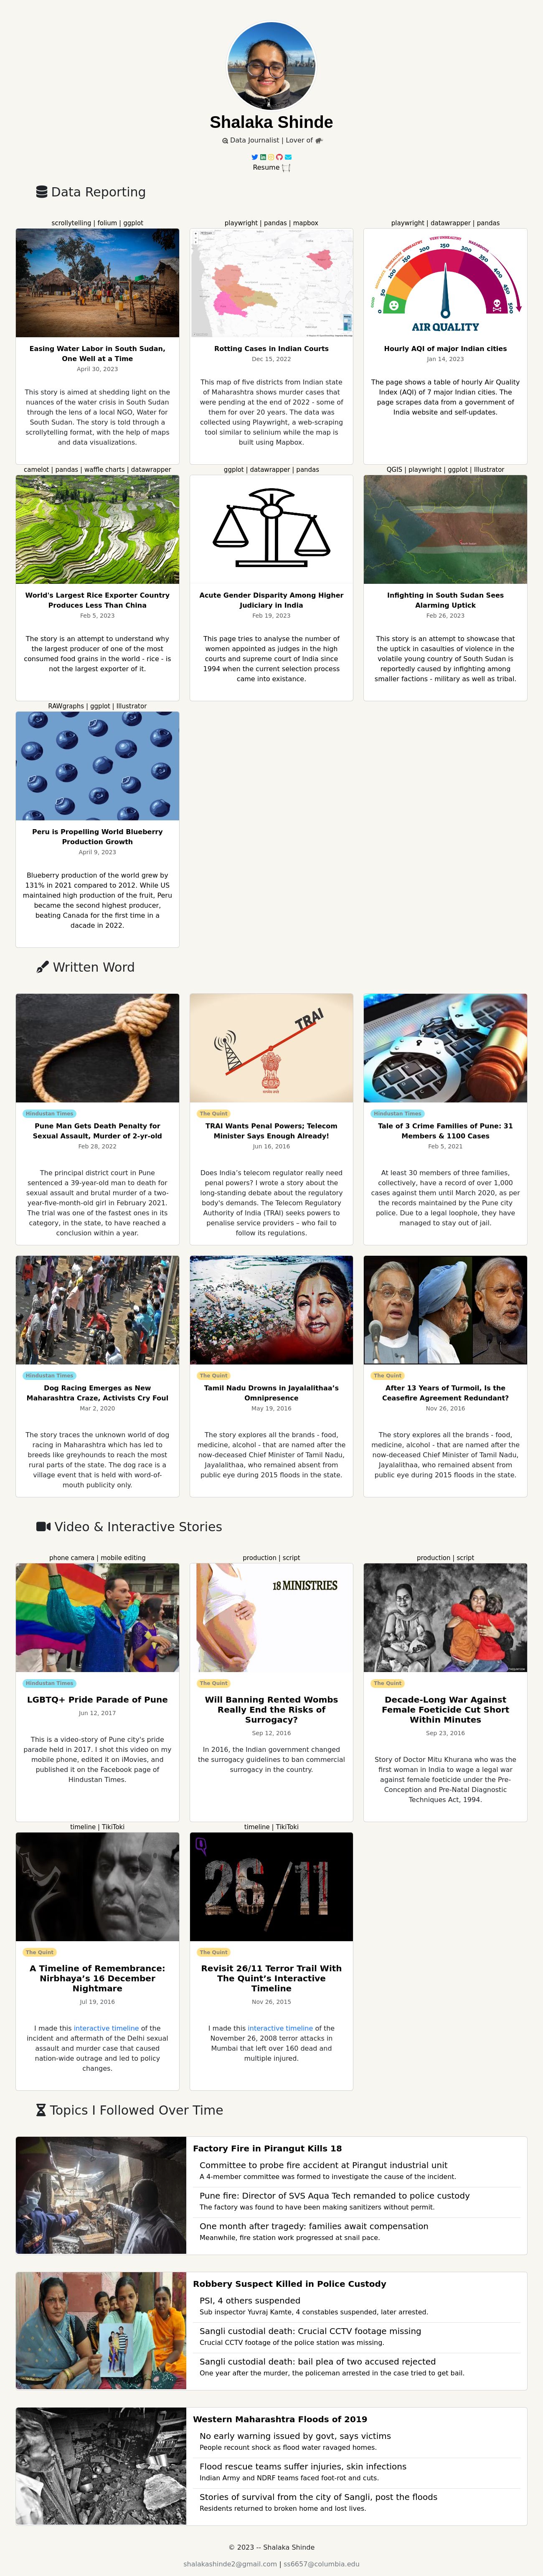 Shalaka Shinde
Data Journalist | Lover of
Resume
Data Reporting
scrollytelling | folium | ggplot
Easing Water Labor in South Sudan,
One Well at a Time
April 30, 2023
This story is aimed at shedding light on the
nuances of the water crisis in South Sudan
through the lens of a local NGO, Water for
South Sudan. The story is told through a
scrollytelling format, with the help of maps
and data visualizations.
playwright | pandas | mapbox
Rotting Cases in Indian Courts
Dec 15, 2022
This map of five districts from Indian state
of Maharashtra shows murder cases that
were pending at the end of 2022 - some of
them for over 20 years. The data was
collected using Playwright, a web-scraping
tool similar to selinium while the map is
built using Mapbox.
playwright | datawrapper | pandas
0
50
100
150
200
250
300
350
400
450
500
AIR QUALITY
Hourly AQI of major Indian cities
Jan 14, 2023
The page shows a table of hourly Air Quality
Index (AQI) of 7 major Indian cities. The
page scrapes data from a government of
India website and self-updates.
camelot | pandas | waffle charts | datawrapper
World's Largest Rice Exporter Country
Produces Less Than China
Feb 5, 2023
The story is an attempt to understand why
the largest producer of one of the most
consumed food grains in the world - rice - is
not the largest exporter of it.
ggplot | datawrapper | pandas
Acute Gender Disparity Among Higher
Judiciary in India
Feb 19, 2023
This page tries to analyse the number of
women appointed as judges in the high
courts and supreme court of India since
1994 when the current selection process
came into existance.
QGIS | playwright | ggplot | Illustrator
Infighting in South Sudan Sees
Alarming Uptick
Feb 26, 2023
This story is an attempt to showcase that
the uptick in casualties of violence in the
volatile young country of South Sudan is
reportedly caused by infighting among
smaller factions - military as well as tribal.
RAWgraphs | ggplot | Illustrator
Peru is Propelling World Blueberry
Production Growth
April 9, 2023
Blueberry production of the world grew by
131% in 2021 compared to 2012. While US
maintained high production of the fruit, Peru
became the second highest producer,
beating Canada for the first time in a
dacade in 2022.
Written Word
Hindustan Times
Pune Man Gets Death Penalty for
Sexual Assault, Murder of 2-yr-old
Feb 28, 2022
The principal district court in Pune
sentenced a 39-year-old man to death for
sexual assault and brutal murder of a two-
year-five-month-old girl in February 2021.
The trial was one of the fastest ones in its
category, in the state, to have reached a
conclusion within a year.
TRAI
The Quint
TRAI Wants Penal Powers; Telecom
Minister Says Enough Already!
Jun 16, 2016
Does India's telecom regulator really need
penal powers? I wrote a story about the
long-standing debate about the regulatory
body's demands. The Telecom Regulatory
Authority of India (TRAI) seeks powers to
penalise service providers – who fail to
follow its regulations.
Hindustan Times
Tale of 3 Crime Families of Pune: 31
Members & 1100 Cases
Feb 5, 2021
At least 30 members of three families,
collectively, have a record of over 1,000
cases against them until March 2020, as per
the records maintained by the Pune city
police. Due to a legal loophole, they have
managed to stay out of jail.
Hindustan Times
Dog Racing Emerges as New
Maharashtra Craze, Activists Cry Foul
Mar 2, 2020
The story traces the unknown world of dog
racing in Maharashtra which has led to
breeds like greyhounds to reach the most
rural parts of the state. The dog race is a
village event that is held with word-of-
mouth publicity only.
The Quint
Tamil Nadu Drowns in Jayalalithaa's
Omnipresence
May 19, 2016
The story explores all the brands - food,
medicine, alcohol - that are named after the
now-deceased Chief Minister of Tamil Nadu,
Jayalalithaa, who remained absent from
public eye during 2015 floods in the state.
The Quint
After 13 Years of Turmoil, Is the
Ceasefire Agreement Redundant?
Nov 26, 2016
The story explores all the brands - food,
medicine, alcohol - that are named after the
now-deceased Chief Minister of Tamil Nadu,
Jayalalithaa, who remained absent from
public eye during 2015 floods in the state.
Video & Interactive Stories
phone camera | mobile editing
Hindustan Times
LGBTQ+ Pride Parade of Pune
Jun 12, 2017
This is a video-story of Pune city's pride
parade held in 2017. I shot this video on my
mobile phone, edited it on iMovies, and
published it on the Facebook page of
Hindustan Times.
production | script
18 MINISTRIES
The Quint
Will Banning Rented Wombs
Really End the Risks of
Surrogacy?
Sep 12, 2016
In 2016, the Indian government changed
the surrogacy guidelines to ban commercial
surrogacy in the country.
production | script
The Quint
Decade-Long War Against
Female Foeticide Cut Short
Within Minutes
Sep 23, 2016
Story of Doctor Mitu Khurana who was the
first woman in India to wage a legal war
against female foeticide under the Pre-
Conception and Pre-Natal Diagnostic
Techniques Act, 1994.
timeline | TikiToki
The Quint
A Timeline of Remembrance:
Nirbhaya's 16 December
Nightmare
Jul 19, 2016
I made this interactive timeline of the
incident and aftermath of the Delhi sexual
assault and murder case that caused
nation-wide outrage and led to policy
changes.
timeline | TikiToki
26/11
The Quint
Revisit 26/11 Terror Trail With
The Quint's Interactive
Timeline
Nov 26, 2015
I made this interactive timeline of the
November 26, 2008 terror attacks in
Mumbai that left over 160 dead and
multiple injured.
Topics I Followed Over Time
Factory Fire in Pirangut Kills 18
Committee to probe fire accident at Pirangut industrial unit
A 4-member committee was formed to investigate the cause of the incident.
Pune fire: Director of SVS Aqua Tech remanded to police custody
The factory was found to have been making sanitizers without permit.
One month after tragedy: families await compensation
Meanwhile, fire station work progressed at snail pace.
Robbery Suspect Killed in Police Custody
PSI, 4 others suspended
Sub inspector Yuvraj Kamte, 4 constables suspended, later arrested.
Sangli custodial death: Crucial CCTV footage missing
Crucial CCTV footage of the police station was missing.
Sangli custodial death: bail plea of two accused rejected
One year after the murder, the policeman arrested in the case tried to get bail.
Western Maharashtra Floods of 2019
No early warning issued by govt, says victims
People recount shock as flood water ravaged homes.
Flood rescue teams suffer injuries, skin infections
Indian Army and NDRF teams faced foot-rot and cuts.
Stories of survival from the city of Sangli, post the floods
Residents returned to broken home and lost lives.
© 2023 -- Shalaka Shinde
shalakashinde2@gmail.com | ss6657@columbia.edu